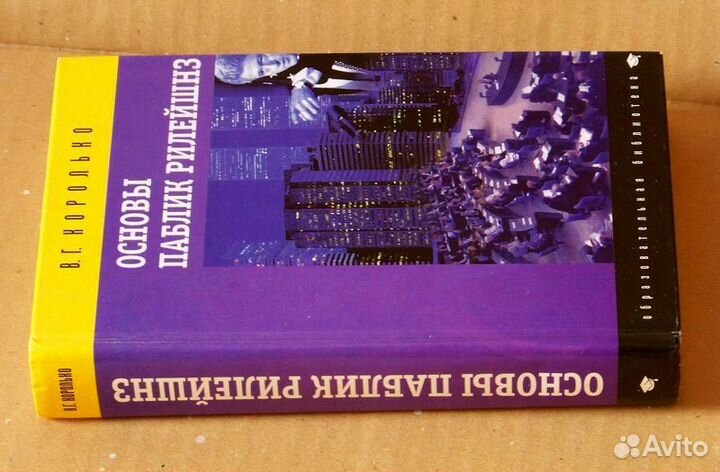 В.Г. КОРОЛЬКО
ОСНОВЫ
ПАБЛИК РИЛЕЙШНЗ
образовательная библиотека
В.Г. КОРОЛЬКО
ОСНОВЫ ПАБЛИК РИЛЕЙШНЗ
Avito